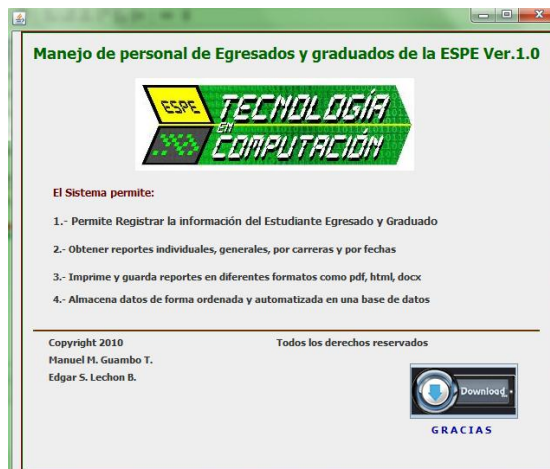 Manejo de personal de Egresados y graduados de la ESPE Ver.1.0
ESPE TECNOLOGÍA
EN
COMPUTACIÓN
El Sistema permite:
1.- Permite Registrar la información del Estudiante Egresado y Graduado
2.- Obtener reportes individuales, generales, por carreras y por fechas
3.- Imprime y guarda reportes en diferentes formatos como pdf, html, docx
4.- Almacena datos de forma ordenada y automatizada en una base de datos
Copyright 2010 Todos los derechos reservados
Manuel M. Guambo T.
Edgar S. Lechon B.
Download
GRACIAS